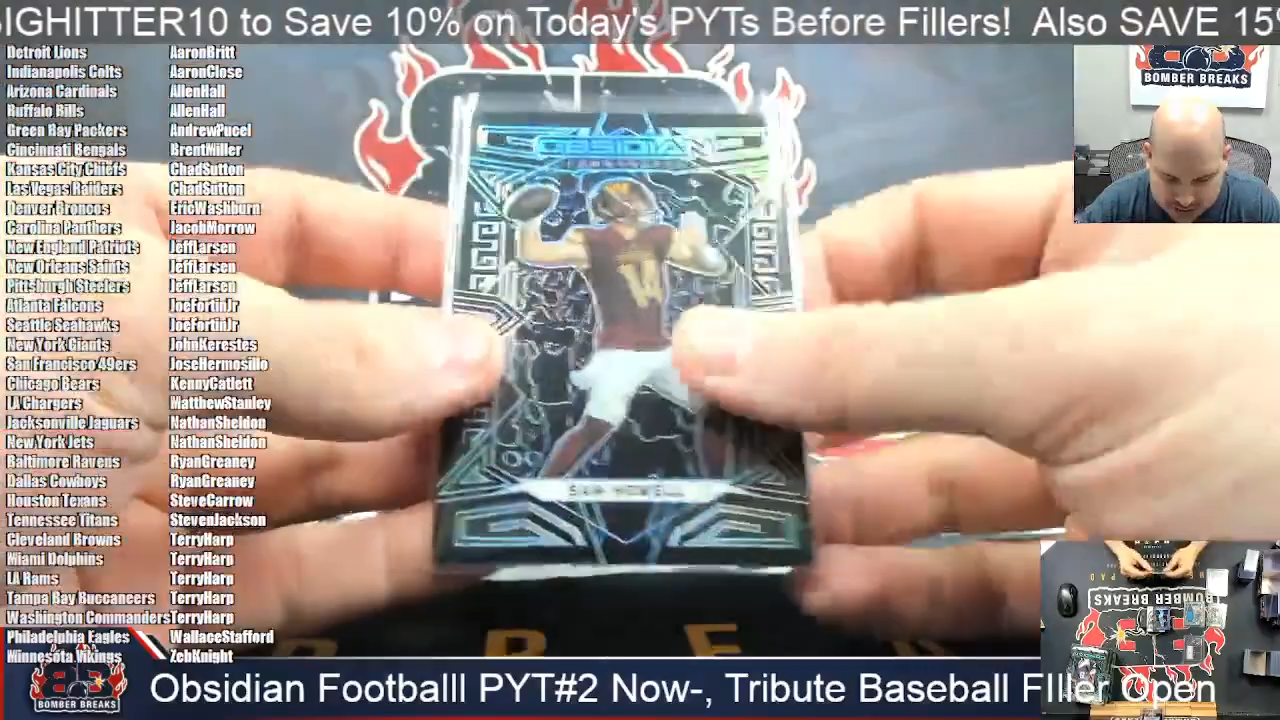 BIGHITTER10 to Save 10% on Today's PYTs Before Fillers! Also SAVE 15%
Detroit Lions AaronBritt
Indianapolis Colts AaronClose
Arizona Cardinals AllenHall
Buffalo Bills AllenHall
Green Bay Packers AndrewPucel
Cincinnati Bengals BrentMiller
Kansas City Chiefs ChadSutton
Las Vegas Raiders ChadSutton
Denver Broncos EricWashburn
Carolina Panthers JacobMorrow
New England Patriots JeffLarsen
New Orleans Saints JeffLarsen
Pittsburgh Steelers JeffLarsen
Atlanta Falcons JoeFortinJr
Seattle Seahawks JoeFortinJr
New York Giants JohnKerestes
San Francisco 49ers JoseHermosillo
Chicago Bears KennyCatlett
LA Chargers MatthewStanley
Jacksonville Jaguars NathanSheldon
New York Jets NathanSheldon
Baltimore Ravens RyanGreaney
Dallas Cowboys RyanGreaney
Houston Texans SteveCarrow
Tennessee Titans StevenJackson
Cleveland Browns TerryHarp
Miami Dolphins TerryHarp
LA Rams TerryHarp
Tampa Bay Buccaneers TerryHarp
Washington Commanders TerryHarp
Philadelphia Eagles WallaceStafford
Minnesota Vikings ZebKnight
OBSIDIAN
14
SAM HOWELL
BOMBER BREAKS
BOMBER BREAKS
BOMBER BREAKS
Obsidian Footballl PYT#2 Now-, Tribute Baseball FIller Open